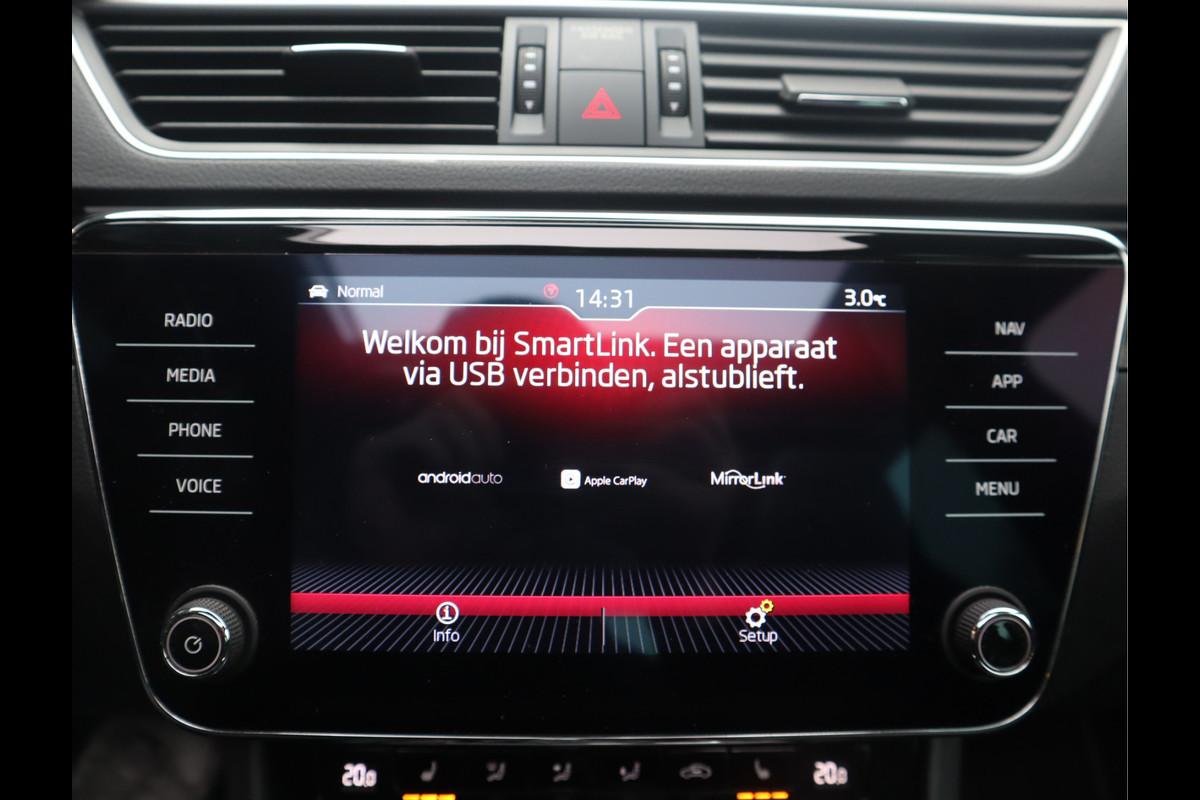 Normal
14:31
3.0°C
RADIO
MEDIA
PHONE
VOICE
Welkom bij SmartLink. Een apparaat
via USB verbinden, alstublieft.
androidauto
Apple CarPlay
MirrorLink
NAV
APP
CAR
MENU
Info
Setup
20.0
20.0